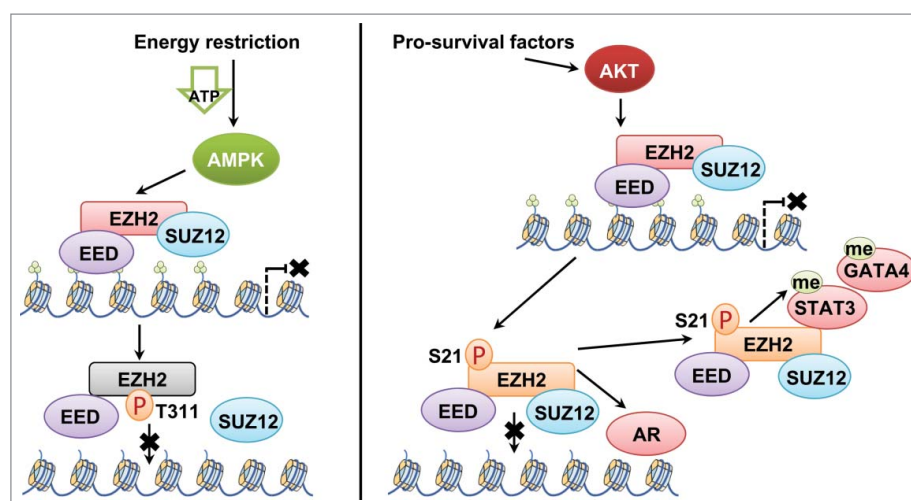 Energy restriction
ATP
AMPK
EZH2
SUZ12
EED
EZH2
P
T311
EED
SUZ12
Pro-survival factors
AKT
EZH2
SUZ12
EED
me
GATA4
me
STAT3
S21 P
EZH2
EED
SUZ12
S21 P
EZH2
EED
SUZ12
AR